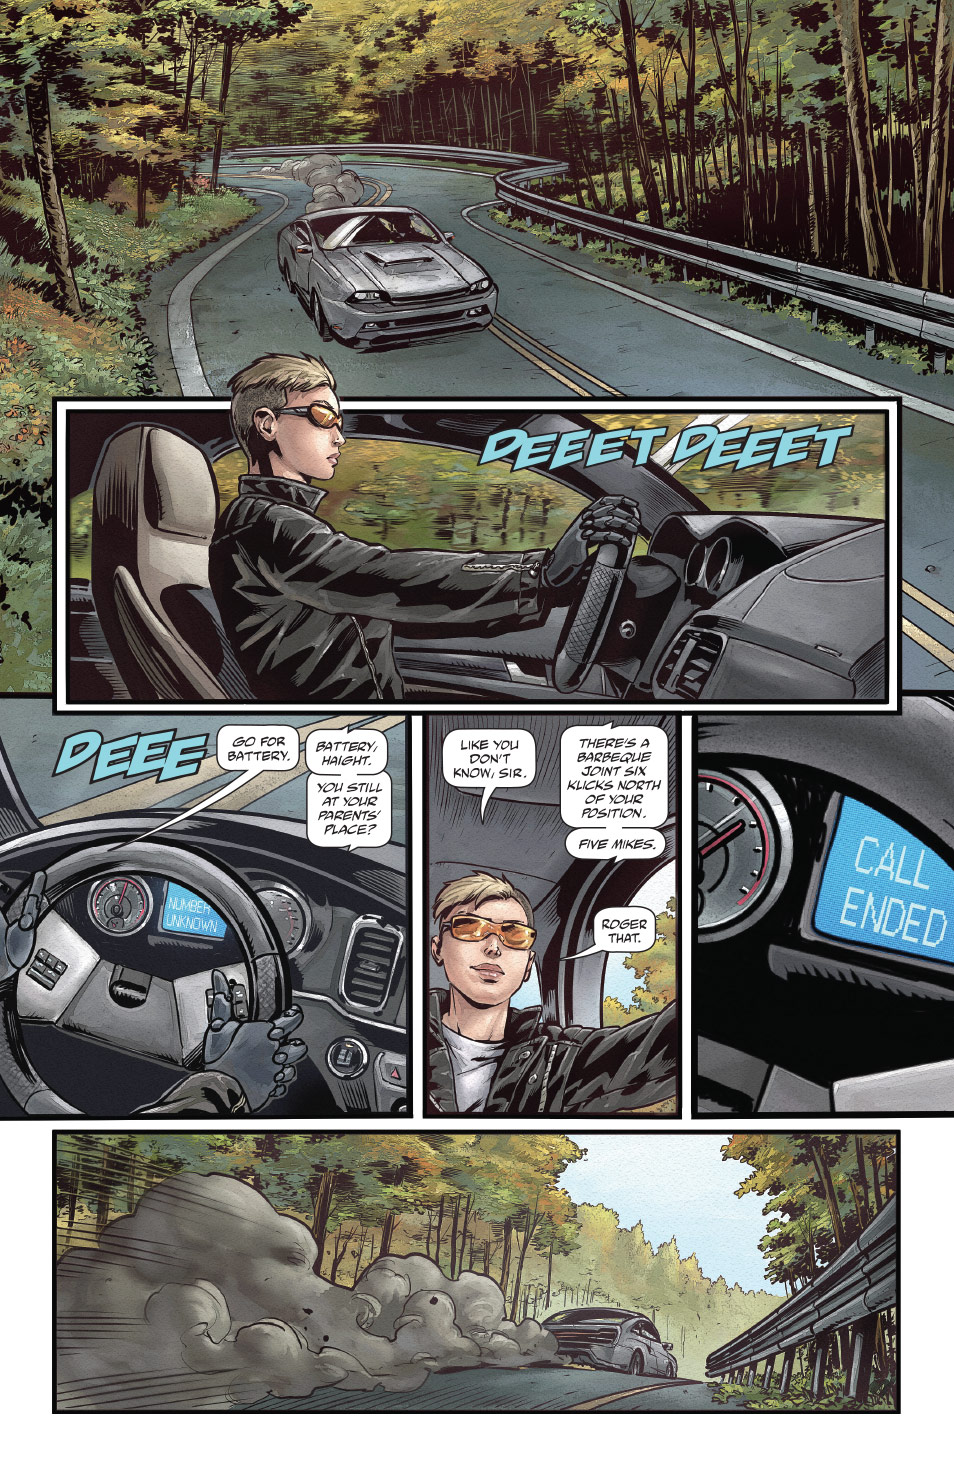 DEEET DEEET
DEEE
GO FOR
BATTERY.
BATTERY,
HAIGHT.
YOU STILL
AT YOUR
PARENTS'
PLACE?
NUMBER
UNKNOWN
LIKE YOU
DON'T
KNOW, SIR.
THERE'S A
BARBEQUE
JOINT SIX
KLICKS NORTH
OF YOUR
POSITION.
FIVE MIKES.
ROGER
THAT.
CALL
ENDED